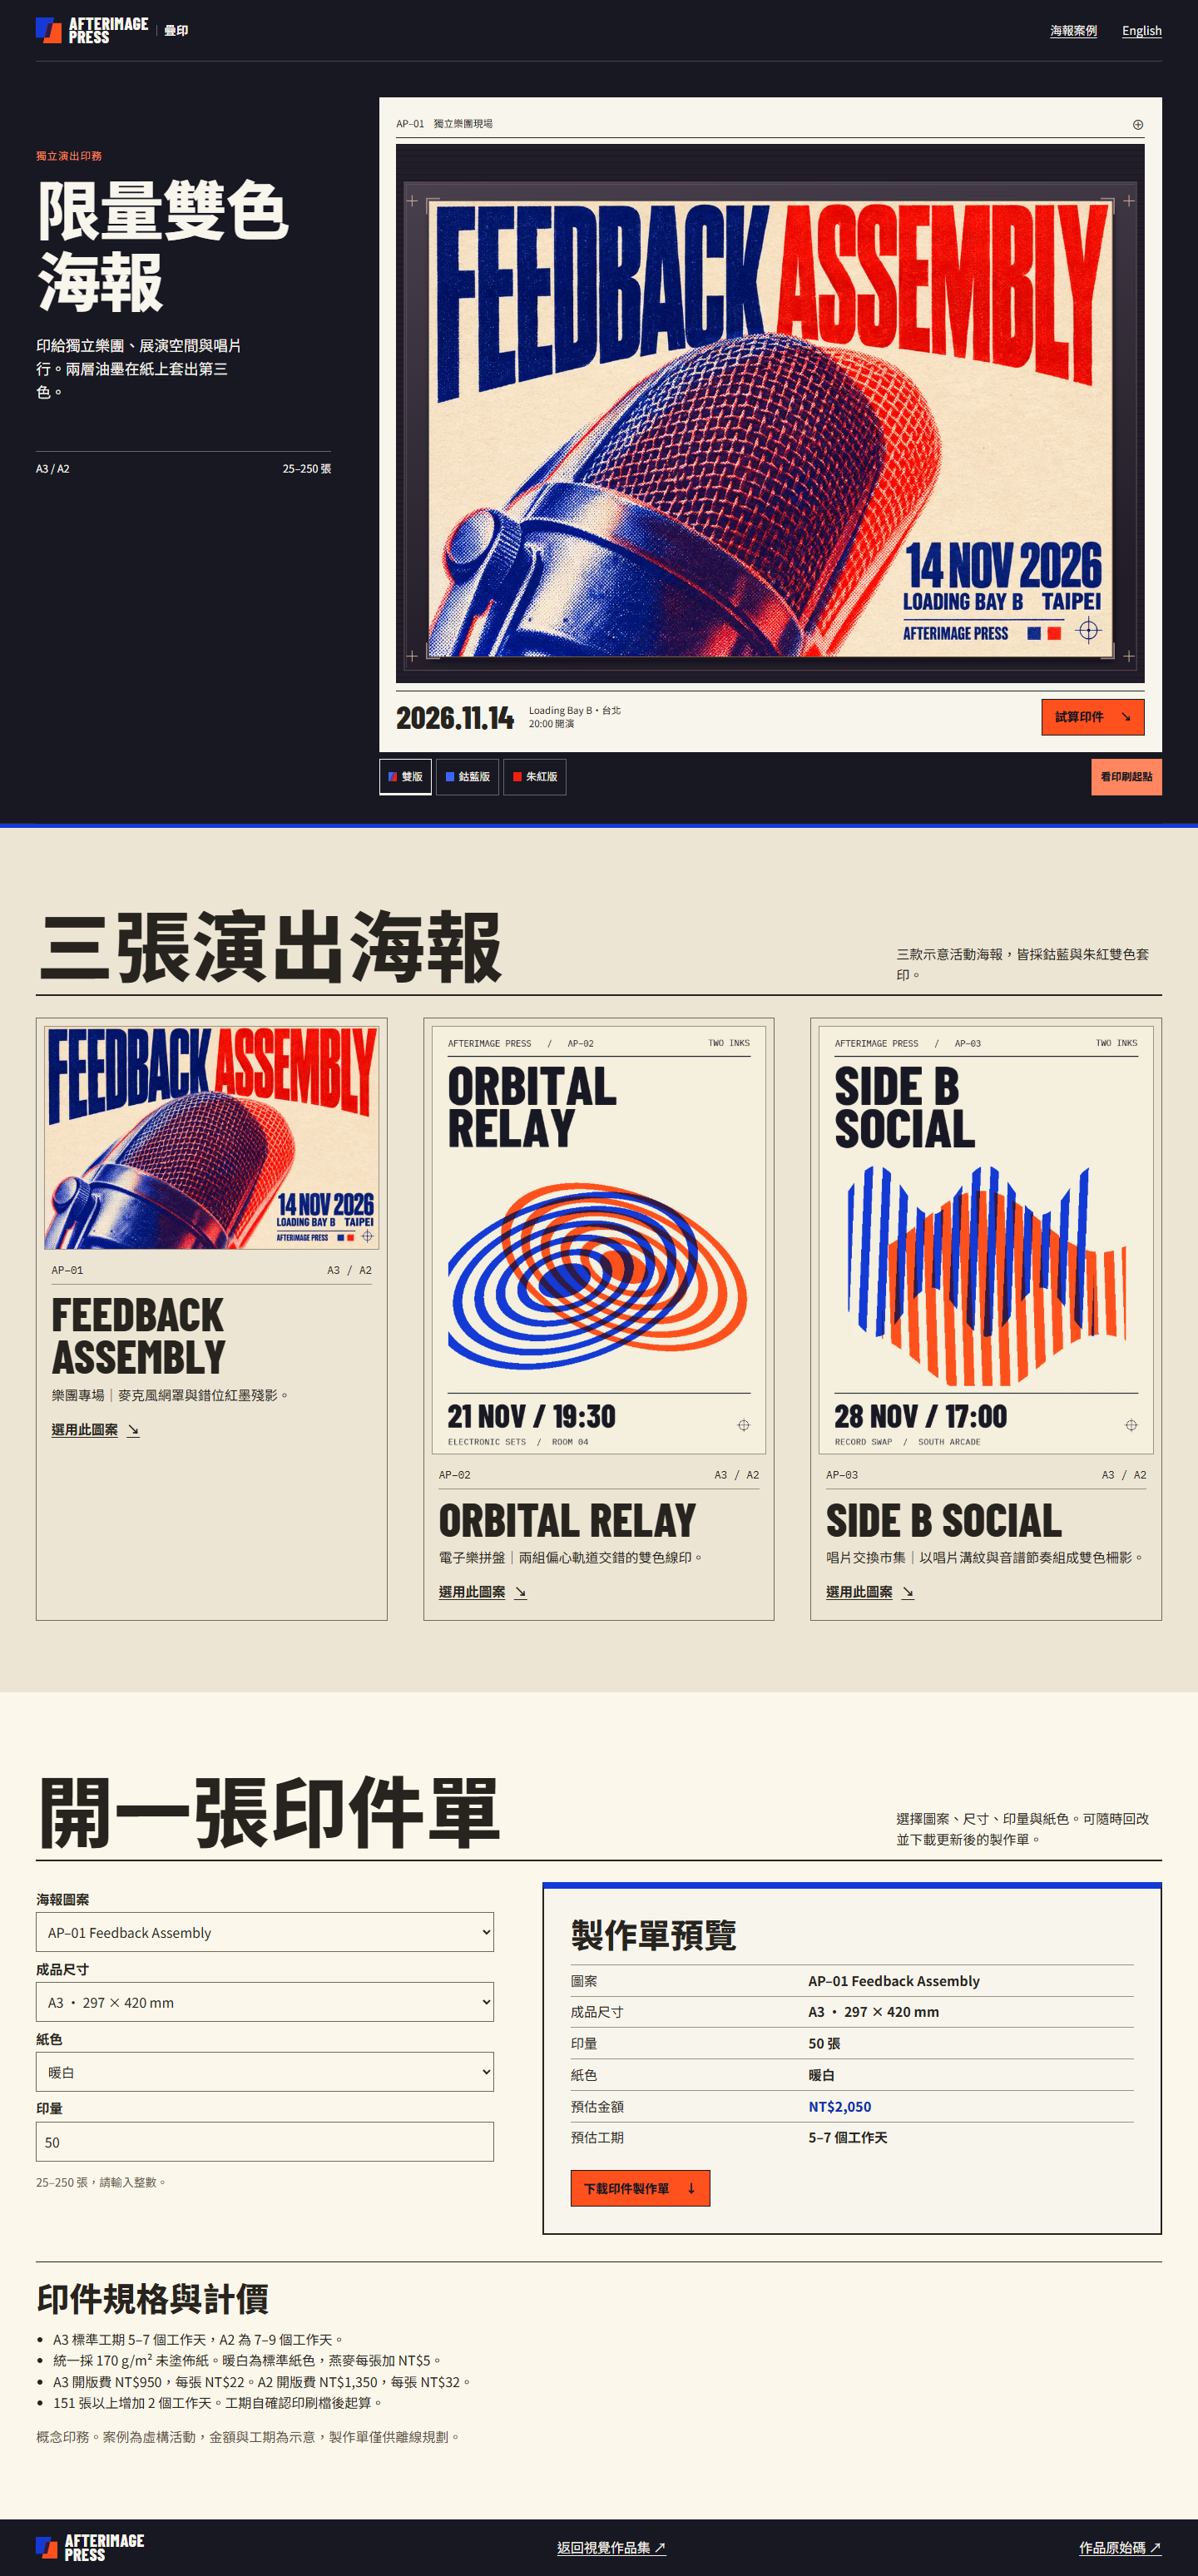 AFTERIMAGE
PRESS
疊印
海報案例
English
獨立演出印務
限量雙色
海報
印給獨立樂團、展演空間與唱片
行。兩層油墨在紙上套出第三
色。
A3 / A2
25–250 張
AP–01 獨立樂團現場
FEEDBACK ASSEMBLY
14 NOV 2026
LOADING BAY B TAIPEI
AFTERIMAGE PRESS
2026.11.14
Loading Bay B・台北
20:00 開演
試算印件 ↘
雙版
鈷藍版
朱紅版
看印刷起點
三張演出海報
三款示意活動海報，皆採鈷藍與朱紅雙色套
印。
FEEDBACK ASSEMBLY
14 NOV 2026
LOADING BAY B TAIPEI
AFTERIMAGE PRESS
AP–01
A3 / A2
FEEDBACK
ASSEMBLY
樂團專場｜麥克風網罩與錯位紅墨殘影。
選用此圖案 ↘
AFTERIMAGE PRESS / AP–02
TWO INKS
ORBITAL
RELAY
21 NOV / 19:30
ELECTRONIC SETS / ROOM 04
AP–02
A3 / A2
ORBITAL RELAY
電子樂拼盤｜兩組偏心軌道交錯的雙色線印。
選用此圖案 ↘
AFTERIMAGE PRESS / AP–03
TWO INKS
SIDE B
SOCIAL
28 NOV / 17:00
RECORD SWAP / SOUTH ARCADE
AP–03
A3 / A2
SIDE B SOCIAL
唱片交換市集｜以唱片溝紋與音譜節奏組成雙色柵影。
選用此圖案 ↘
開一張印件單
選擇圖案、尺寸、印量與紙色。可隨時回改
並下載更新後的製作單。
海報圖案
AP–01 Feedback Assembly
成品尺寸
A3 ・ 297 × 420 mm
紙色
暖白
印量
50
25–250 張，請輸入整數。
製作單預覽
圖案 AP–01 Feedback Assembly
成品尺寸 A3 ・ 297 × 420 mm
印量 50 張
紙色 暖白
預估金額 NT$2,050
預估工期 5–7 個工作天
下載印件製作單 ↓
印件規格與計價
• A3 標準工期 5–7 個工作天，A2 為 7–9 個工作天。
• 統一採 170 g/m² 未塗佈紙。暖白為標準紙色，燕麥每張加 NT$5。
• A3 開版費 NT$950，每張 NT$22。A2 開版費 NT$1,350，每張 NT$32。
• 151 張以上增加 2 個工作天。工期自確認印刷檔後起算。
概念印務。案例為虛構活動，金額與工期為示意，製作單僅供離線規劃。
AFTERIMAGE
PRESS
返回視覺作品集 ↗
作品原始碼 ↗